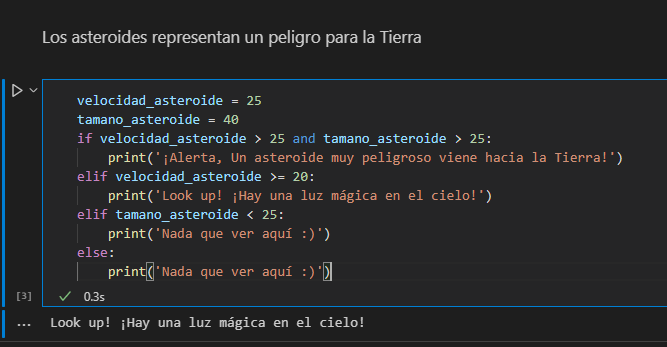 Los asteroides representan un peligro para la Tierra
velocidad_asteroide = 25
tamano_asteroide = 40
if velocidad_asteroide > 25 and tamano_asteroide > 25:
    print('¡Alerta, Un asteroide muy peligroso viene hacia la Tierra!')
elif velocidad_asteroide >= 20:
    print('Look up! ¡Hay una luz mágica en el cielo!')
elif tamano_asteroide < 25:
    print('Nada que ver aquí :)')
else:
    print('Nada que ver aquí :)')
[3] ✓ 0.3s
... Look up! ¡Hay una luz mágica en el cielo!